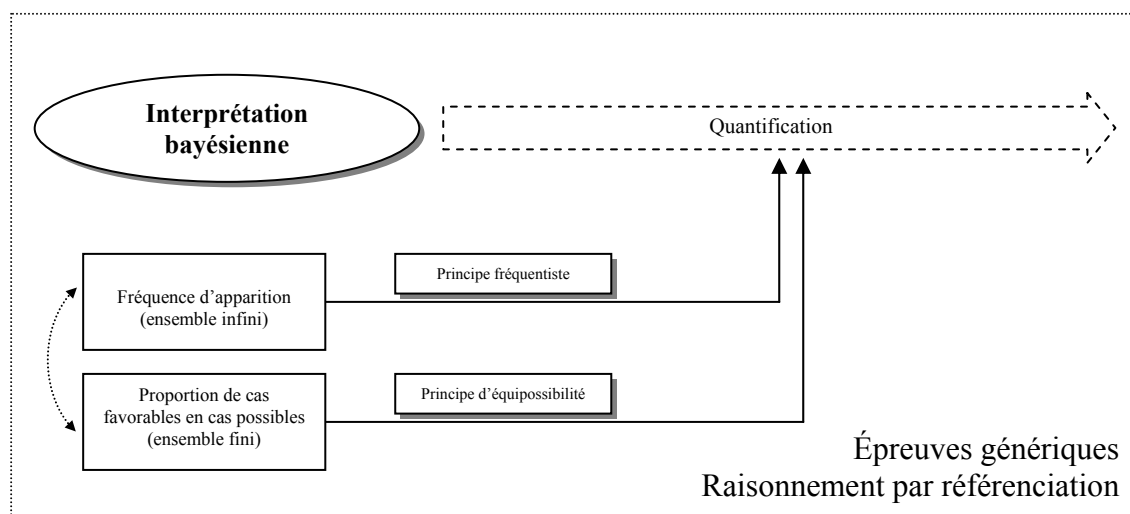 Interprétation
bayésienne
Quantification
Principe fréquentiste
Fréquence d’apparition
(ensemble infini)
Principe d’équipossibilité
Proportion de cas
favorables en cas possibles
(ensemble fini)
Épreuves génériques
Raisonnement par référenciation